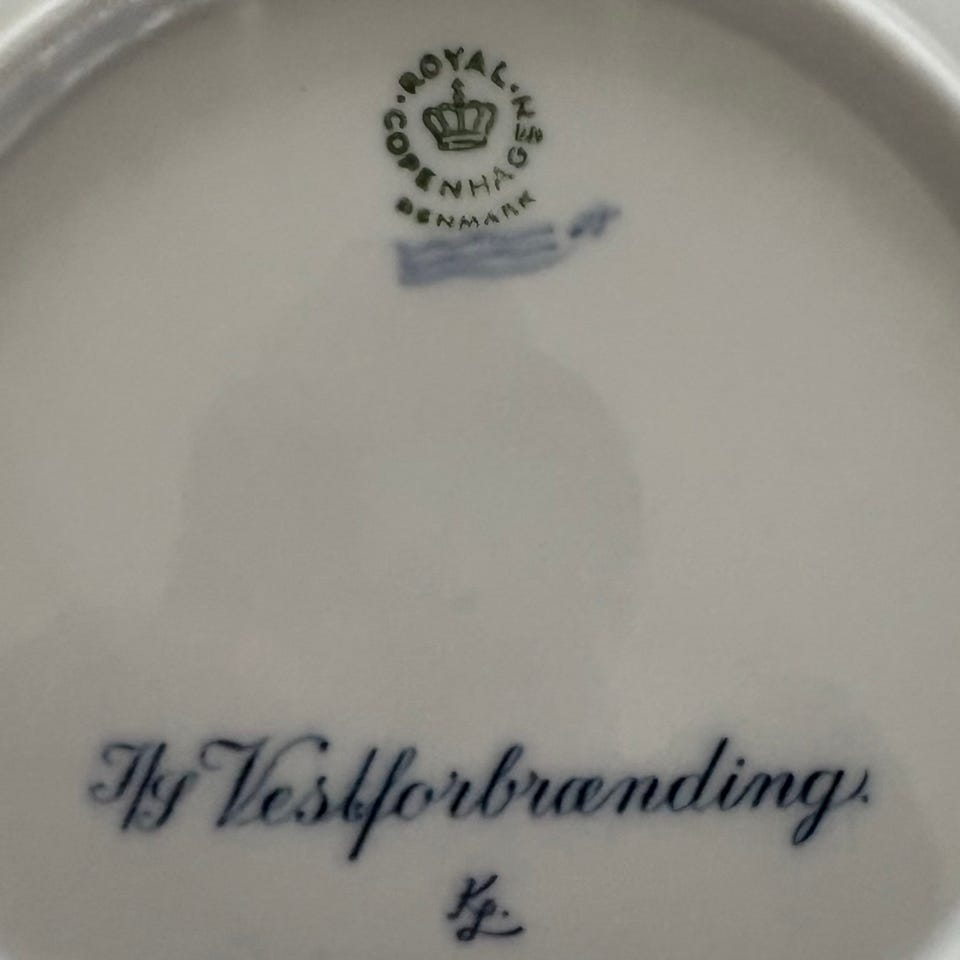 ROYAL
COPENHAGEN
DENMARK
I/S Vestforbrænding.